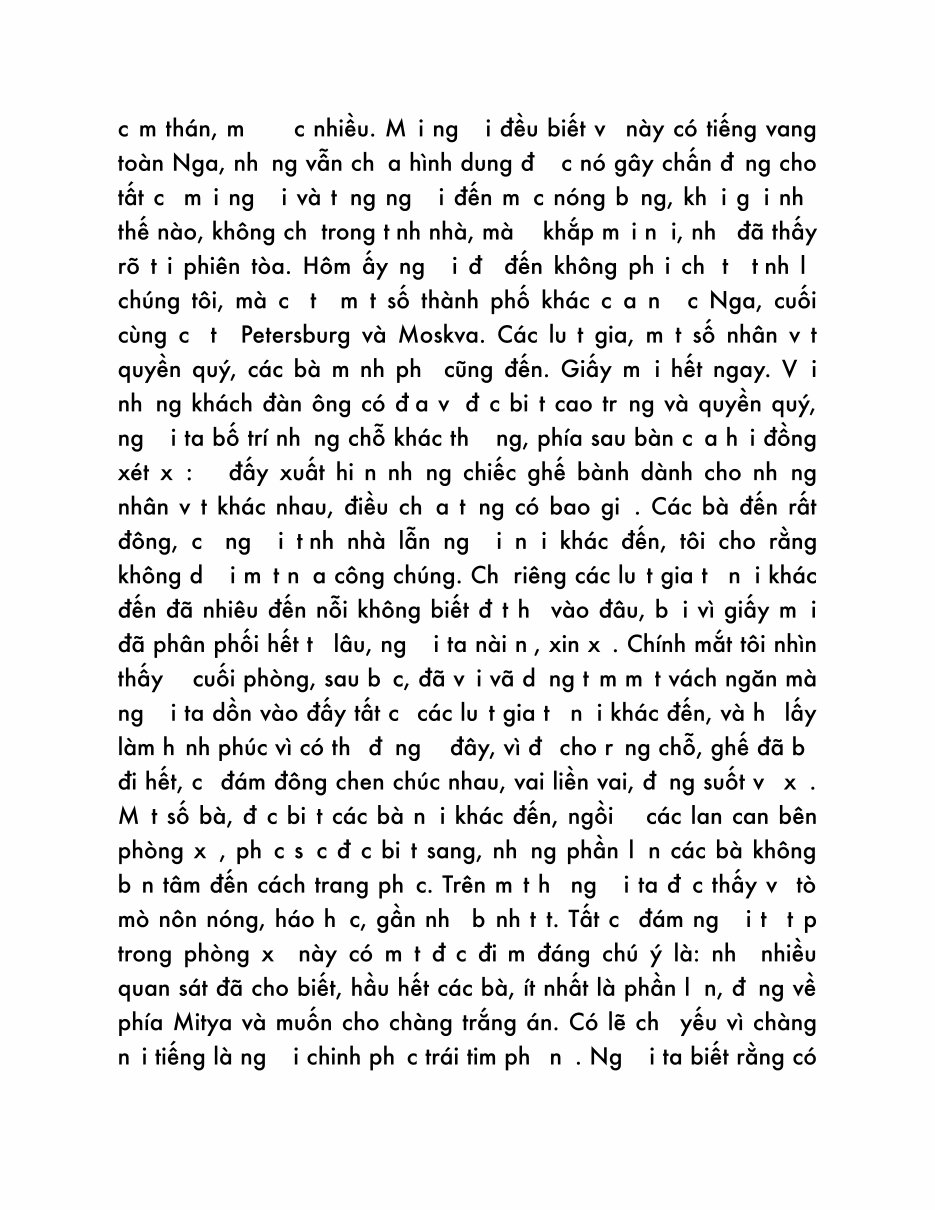 c m thán, m c nhiều. M i ng i đều biết v này có tiếng vang
toàn Nga, nh ng vẫn ch a hình dung đ c nó gây chấn đ ng cho
tất c m i ng i và t ng ng i đến m c nóng b ng, kh i g i nh
thế nào, không ch trong t nh nhà, mà khắp m i n i, nh đã thấy
rõ t i phiên tòa. Hôm ấy ng i đ đến không ph i ch t t nh l
chúng tôi, mà c t m t số thành phố khác c a n c Nga, cuối
cùng c t Petersburg và Moskva. Các lu t gia, m t số nhân v t
quyền quý, các bà m nh ph cũng đến. Giấy m i hết ngay. V i
nh ng khách đàn ông có đ a v đ c bi t cao tr ng và quyền quý,
ng i ta bố trí nh ng chỗ khác th ng, phía sau bàn c a h i đồng
xét x : đấy xuất hi n nh ng chiếc ghế bành dành cho nh ng
nhân v t khác nhau, điều ch a t ng có bao gi . Các bà đến rất
đông, c ng i t nh nhà lẫn ng i n i khác đến, tôi cho rằng
không d i m t n a công chúng. Ch riêng các lu t gia t n i khác
đến đã nhiêu đến nỗi không biết đ t h vào đâu, b i vì giấy m i
đã phân phối hết t lâu, ng i ta nài n , xin x . Chính mắt tôi nhìn
thấy cuối phòng, sau b c, đã v i vã d ng t m m t vách ngăn mà
ng i ta dồn vào đấy tất c các lu t gia t n i khác đến, và h lấy
làm h nh phúc vì có th đ ng đây, vì đ cho r ng chỗ, ghế đã b
đi hết, c đám đông chen chúc nhau, vai liền vai, đ ng suốt v x .
M t số bà, đ c bi t các bà n i khác đến, ngồi các lan can bên
phòng x , ph c s c đ c bi t sang, nh ng phần l n các bà không
b n tâm đến cách trang ph c. Trên m t h ng i ta đ c thấy v tò
mò nôn nóng, háo h c, gần nh b nh t t. Tất c đám ng i t t p
trong phòng x này có m t đ c đi m đáng chú ý là: nh nhiều
quan sát đã cho biết, hầu hết các bà, ít nhất là phần l n, đ ng về
phía Mitya và muốn cho chàng trắng án. Có lẽ ch yếu vì chàng
n i tiếng là ng i chinh ph c trái tim ph n . Ng i ta biết rằng có